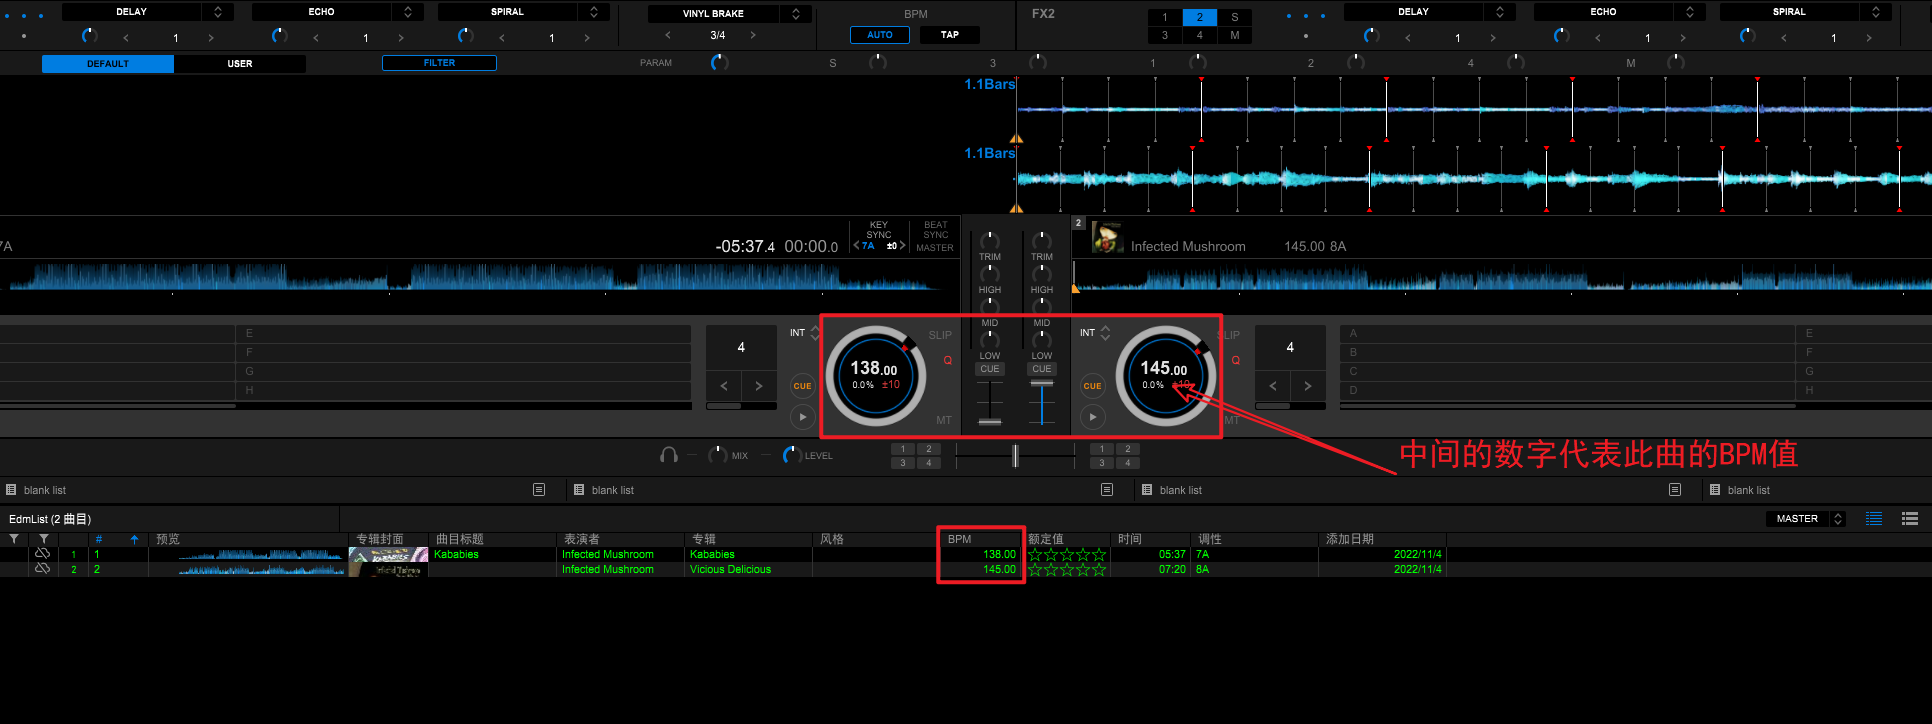 DELAY ECHO SPIRAL VINYL BRAKE BPM FX2 1 2 S DELAY ECHO SPIRAL
1 1 1 3/4 AUTO TAP 3 4 M 1 1 1
DEFAULT USER FILTER PARAM S 3 1 2 4 M
1.1Bars
1.1Bars
7A -05:37.4 00:00.0 KEY SYNC 7A ±0 BEAT SYNC MASTER
2 Infected Mushroom 145.00 8A
TRIM TRIM
HIGH HIGH
MID MID
LOW LOW
CUE CUE
E
F
G
H
4
INT SLIP
138.00
0.0% ±10
Q
CUE
MT
INT SLIP
145.00
0.0% ±10
Q
CUE
MT
4
A E
B F
C G
D H
中间的数字代表此曲的BPM值
MIX LEVEL 1 2 1 2
3 4 3 4
blank list blank list blank list blank list
EdmList (2 曲目) MASTER
# 预览 专辑封面 曲目标题 表演者 专辑 风格 BPM 额定值 时间 调性 添加日期
1 1 Kababies Infected Mushroom Kababies 138.00 ☆☆☆☆☆ 05:37 7A 2022/11/4
2 2 Infected Mushroom Vicious Delicious 145.00 ☆☆☆☆☆ 07:20 8A 2022/11/4